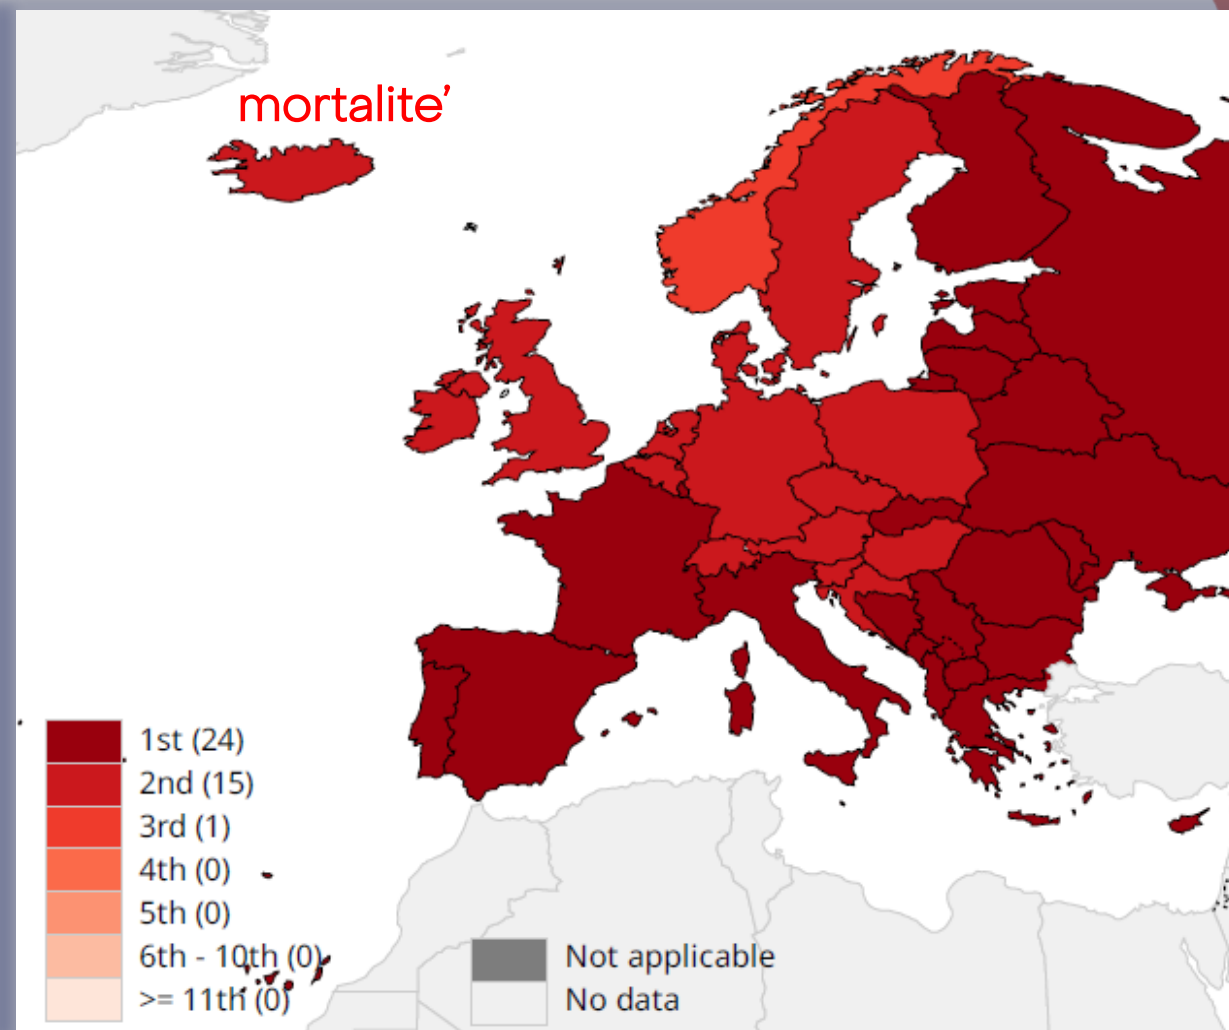 mortalite’
1st (24)
2nd (15)
3rd (1)
4th (0)
5th (0)
6th - 10th (0)
>= 11th (0)
Not applicable
No data